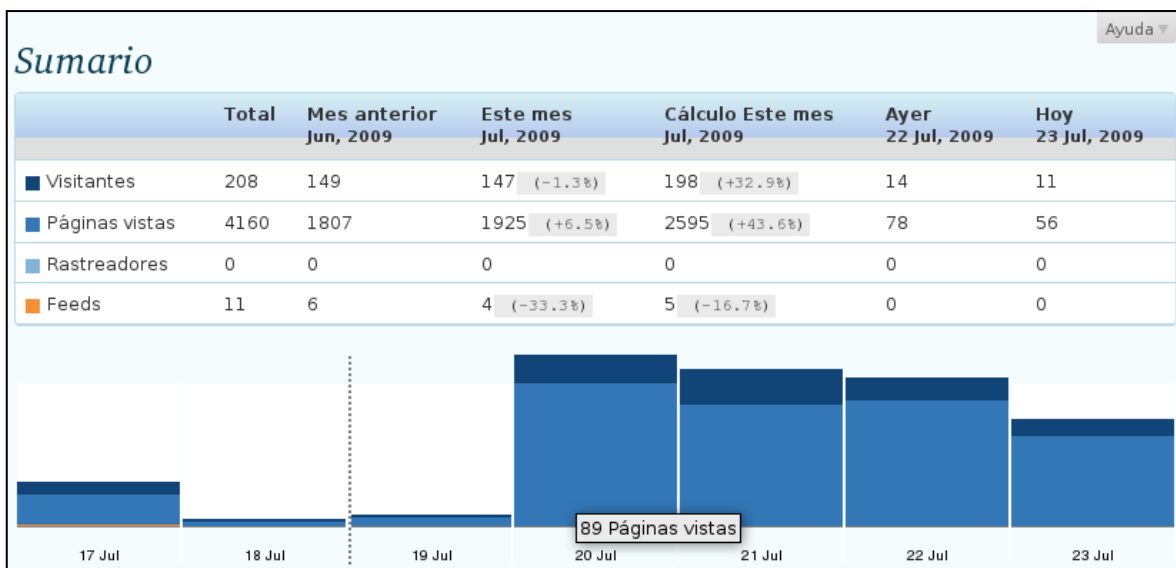 Ayuda
Sumario
Total Mes anterior Este mes Cálculo Este mes Ayer Hoy
Jun, 2009 Jul, 2009 Jul, 2009 22 Jul, 2009 23 Jul, 2009
Visitantes 208 149 147 (-1.3%) 198 (+32.9%) 14 11
Páginas vistas 4160 1807 1925 (+6.5%) 2595 (+43.6%) 78 56
Rastreadores 0 0 0 0 0 0
Feeds 11 6 4 (-33.3%) 5 (-16.7%) 0 0
89 Páginas vistas
17 Jul 18 Jul 19 Jul 20 Jul 21 Jul 22 Jul 23 Jul